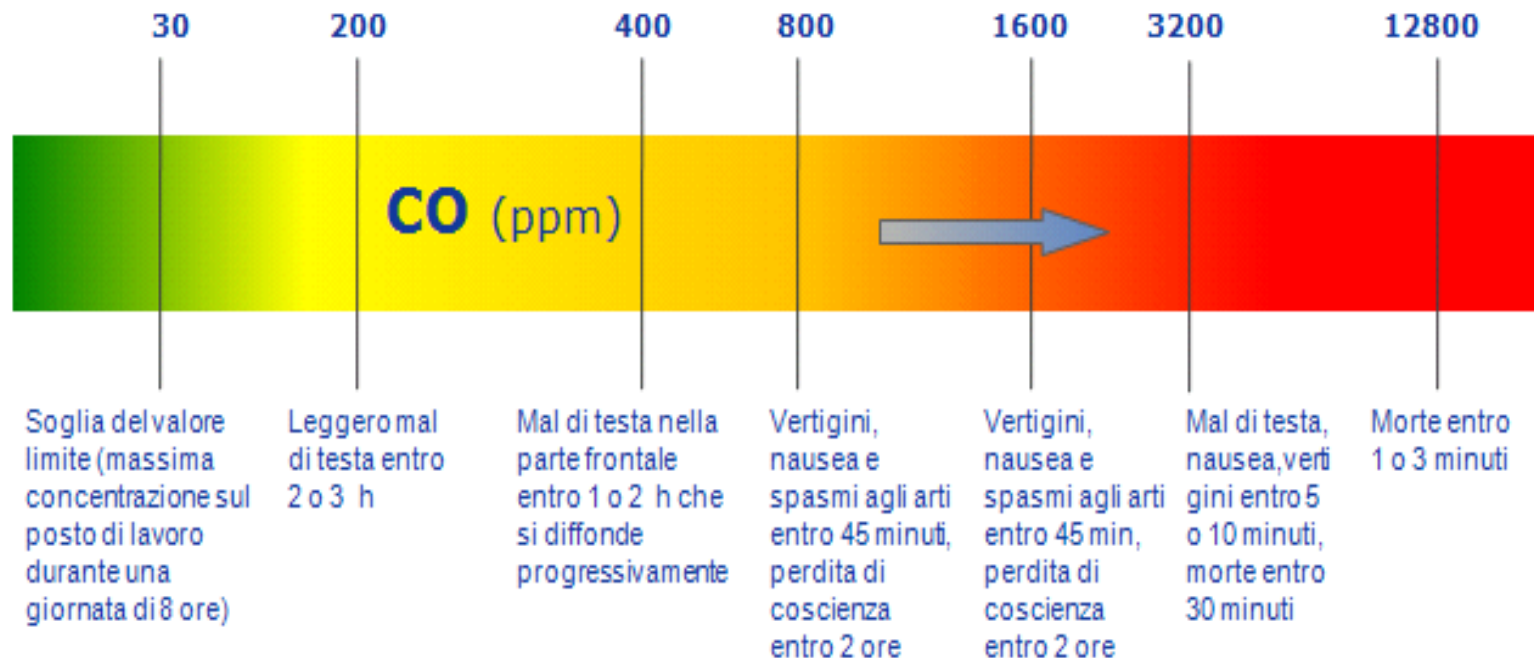 30 200 400 800 1600 3200 12800
CO (ppm)
Soglia del valore
limite (massima
concentrazione sul
posto di lavoro
durante una
giornata di 8 ore)
Leggero mal
di testa entro
2 o 3 h
Mal di testa nella
parte frontale
entro 1 o 2 h che
si diffonde
progressivamente
Vertigini,
nausea e
spasmi agli arti
entro 45 minuti,
perdita di
coscienza
entro 2 ore
Vertigini,
nausea e
spasmi agli arti
entro 45 min,
perdita di
coscienza
entro 2 ore
Mal di testa,
nausea,verti
gini entro 5
o 10 minuti,
morte entro
30 minuti
Morte entro
1 o 3 minuti